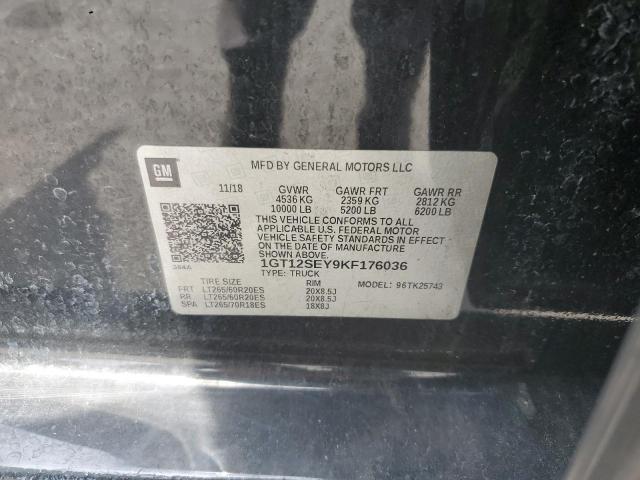 GM
MFD BY GENERAL MOTORS LLC
11/18 GVWR GAWR FRT GAWR RR
4536 KG 2359 KG 2812 KG
10000 LB 5200 LB 6200 LB
THIS VEHICLE CONFORMS TO ALL
APPLICABLE U.S. FEDERAL MOTOR
VEHICLE SAFETY STANDARDS IN EFFECT
ON THE DATE OF MANUFACTURE
SHOWN ABOVE.
1GT12SEY9KF176036
TYPE: TRUCK MODEL: 96TK25743
TIRE SIZE RIM
FRT LT265/60R20ES 20X8.5J
RR LT265/60R20ES 20X8.5J
SPA LT265/70R18ES 18X8J